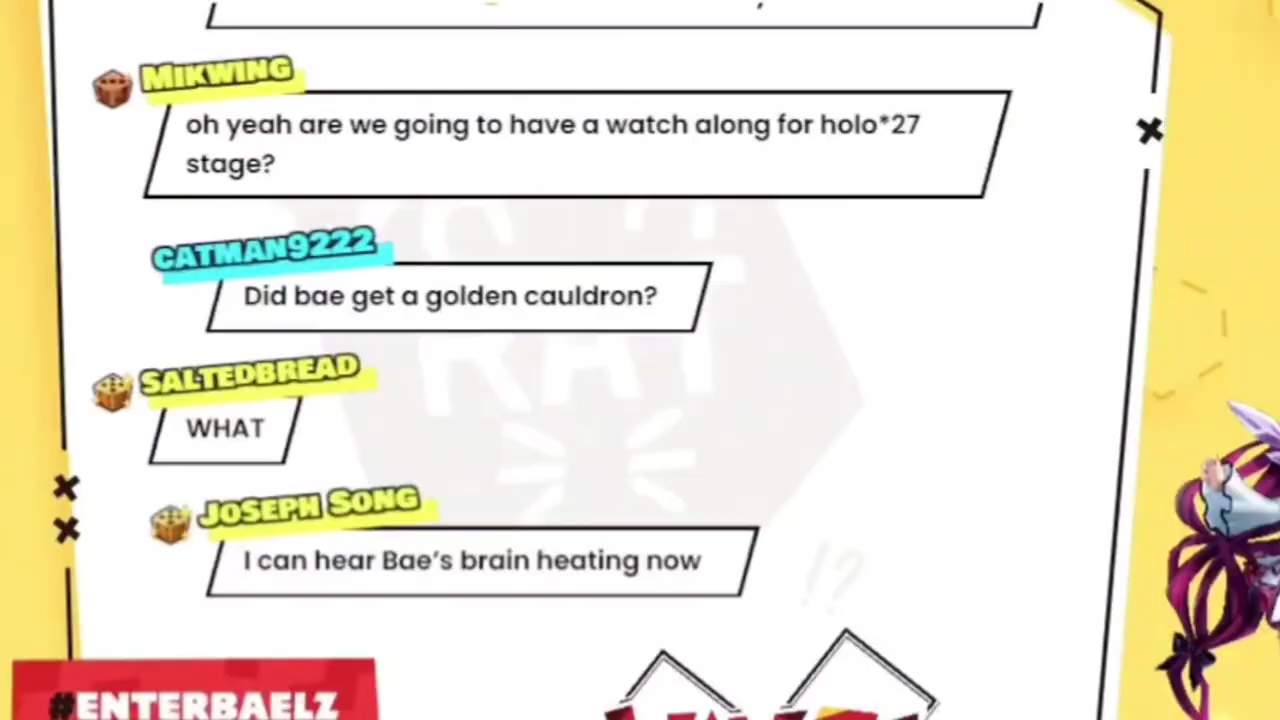 MIKWING
oh yeah are we going to have a watch along for holo*27
stage?
CATMAN9222
Did bae get a golden cauldron?
RAT
SALTEDBREAD
WHAT
JOSEPH SONG
I can hear Bae's brain heating now
!?
#ENTERBAELZ